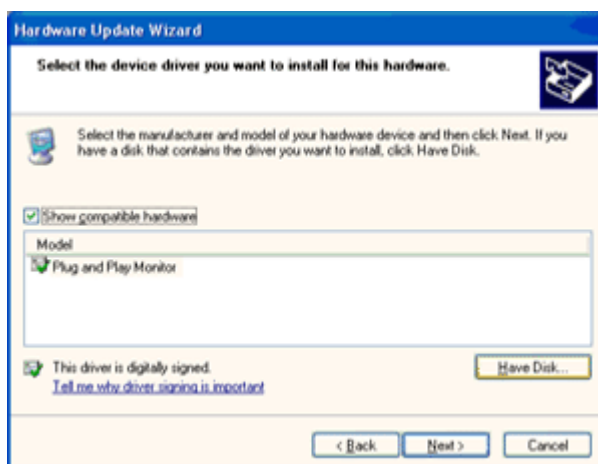 Hardware Update Wizard
Select the device driver you want to install for this hardware.
Select the manufacturer and model of your hardware device and then click Next. If you
have a disk that contains the driver you want to install, click Have Disk.
Show compatible hardware
Model
Plug and Play Monitor
This driver is digitally signed.
Have Disk...
Tell me why driver signing is important
< Back
Next >
Cancel